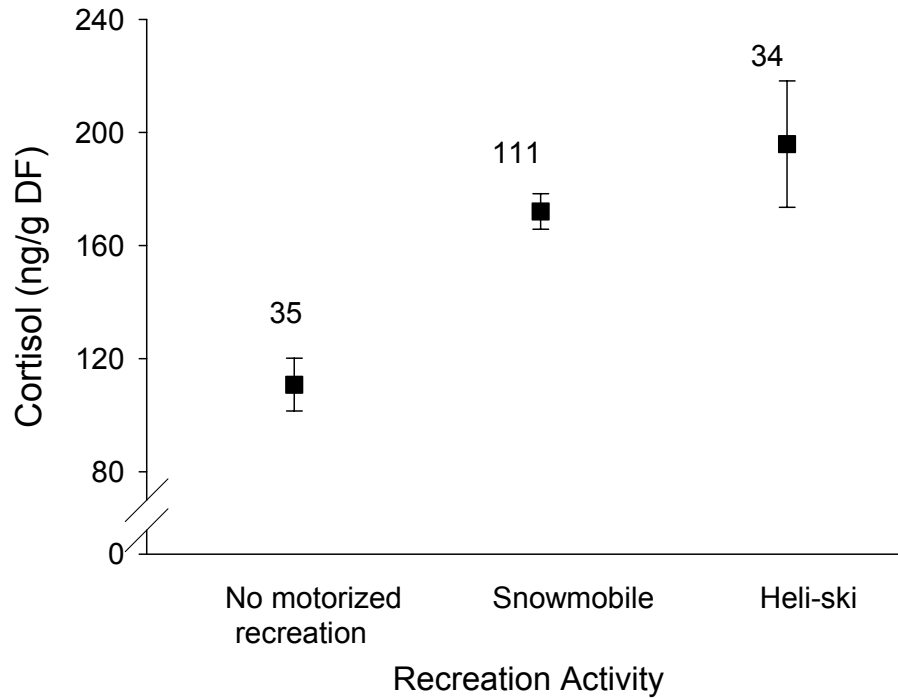 240
34
200
111
Cortisol (ng/g DF)
160
35
120
80
0
No motorized
recreation
Snowmobile
Heli-ski
Recreation Activity